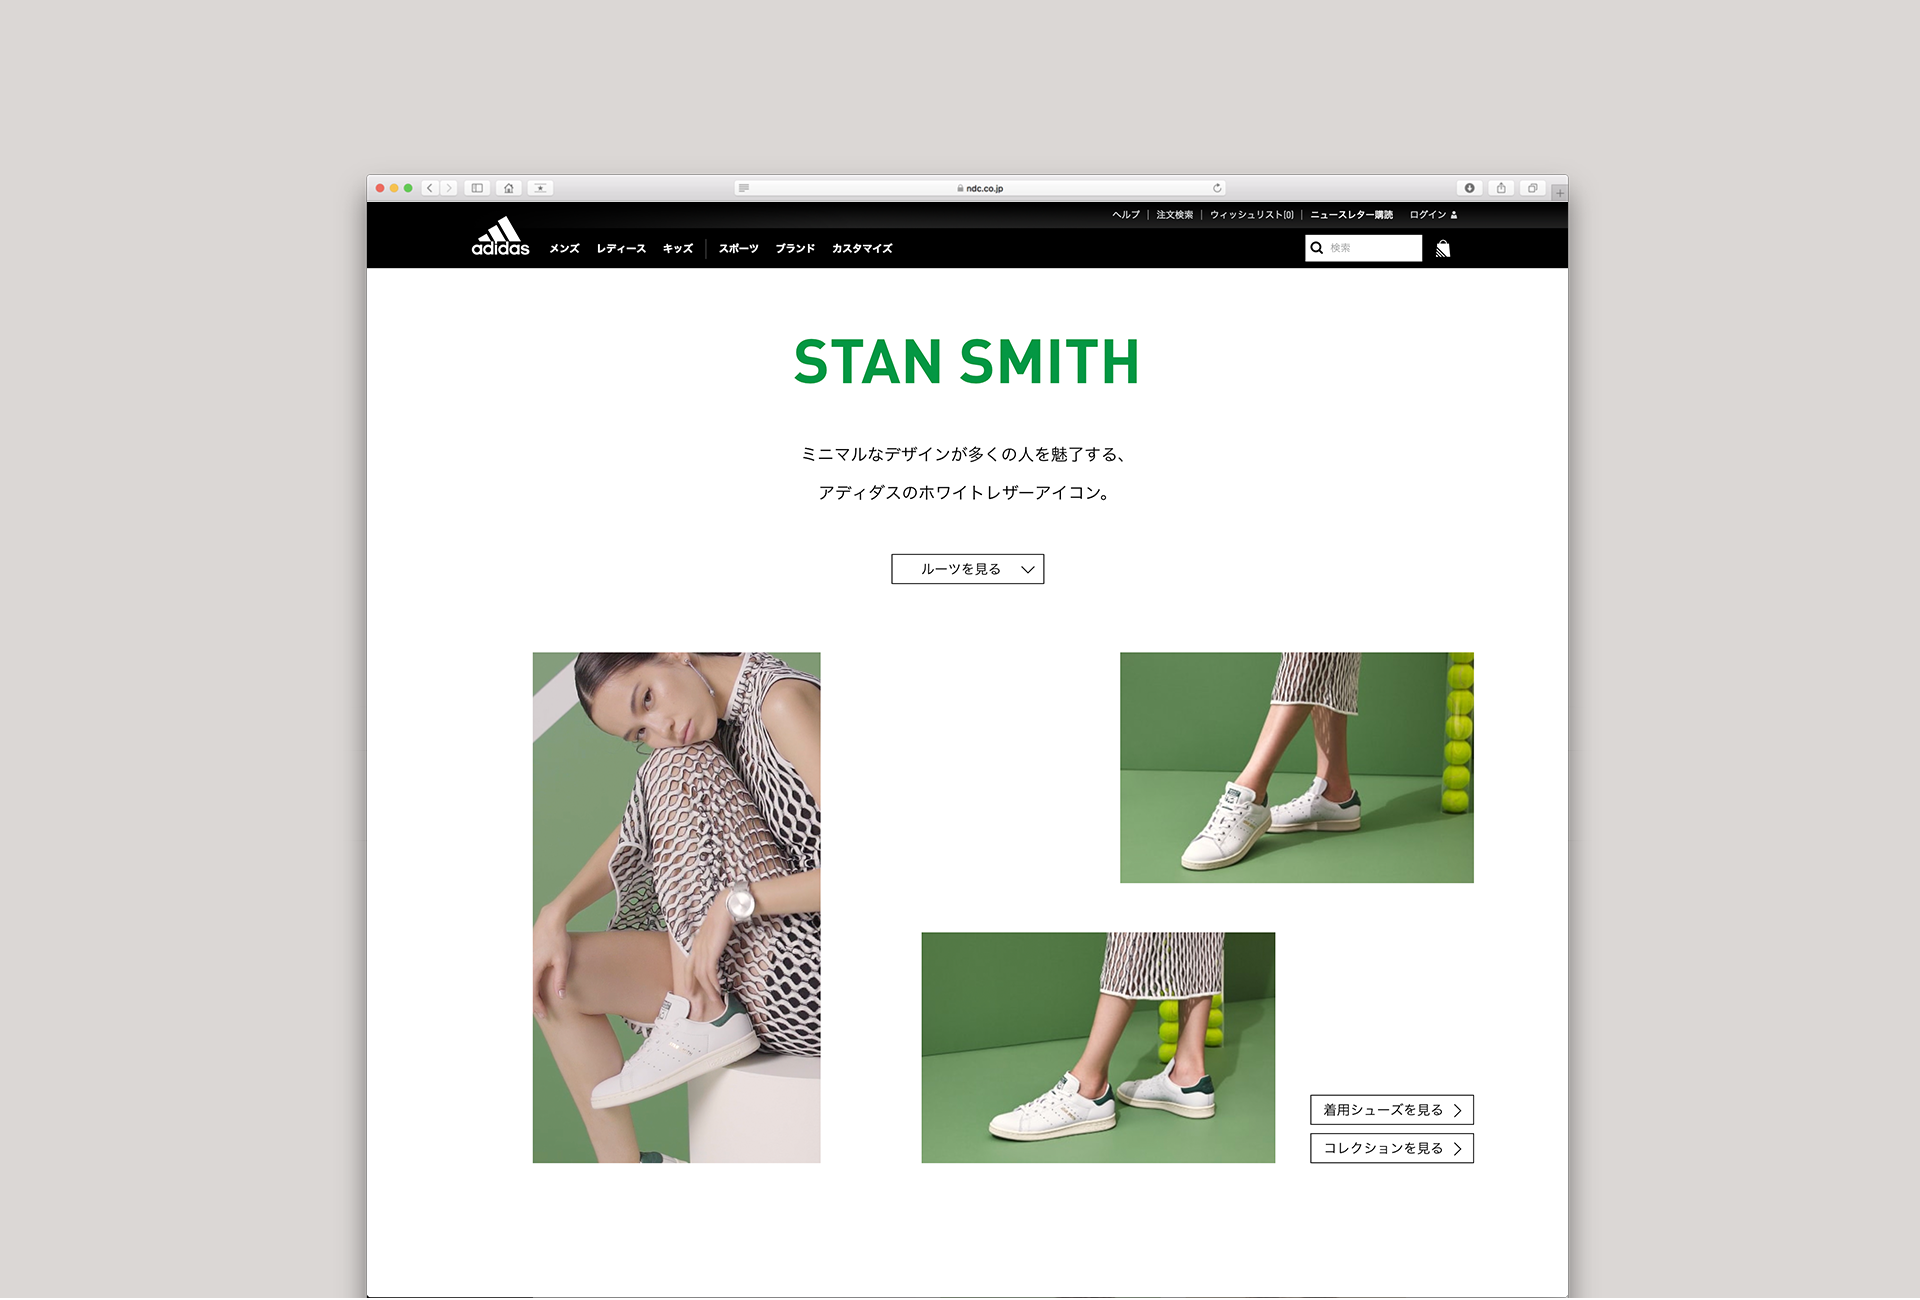 ndc.co.jp
ヘルプ | 注文検索 | ウィッシュリスト(0) | ニュースレター購読 ログイン
adidas メンズ レディース キッズ | スポーツ ブランド カスタマイズ 検索
STAN SMITH
ミニマルなデザインが多くの人を魅了する、
アディダスのホワイトレザーアイコン。
ルーツを見る
着用シューズを見る
コレクションを見る